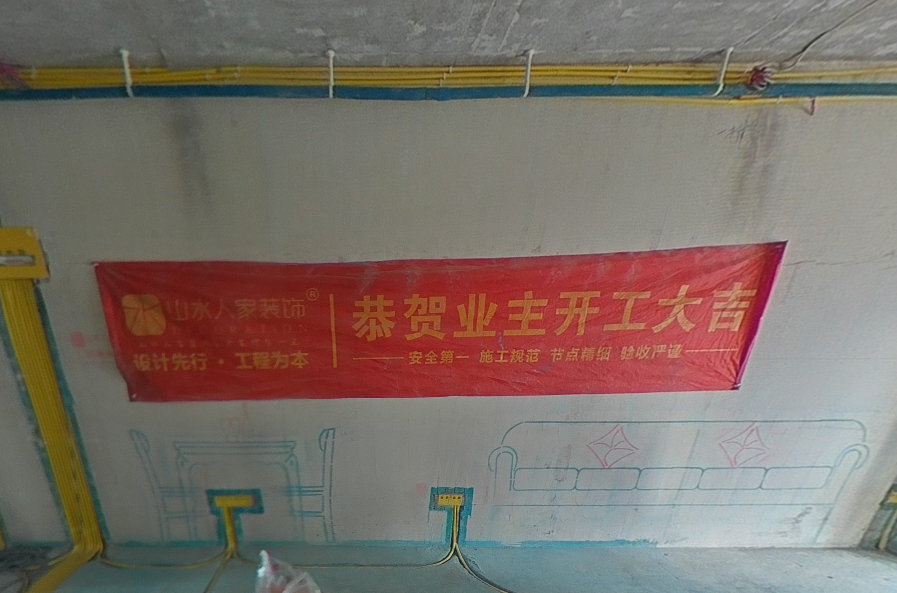 山水人家装饰®
设计先行·工程为本
恭贺业主开工大吉
安全第一 施工规范 节点精细 验收严谨